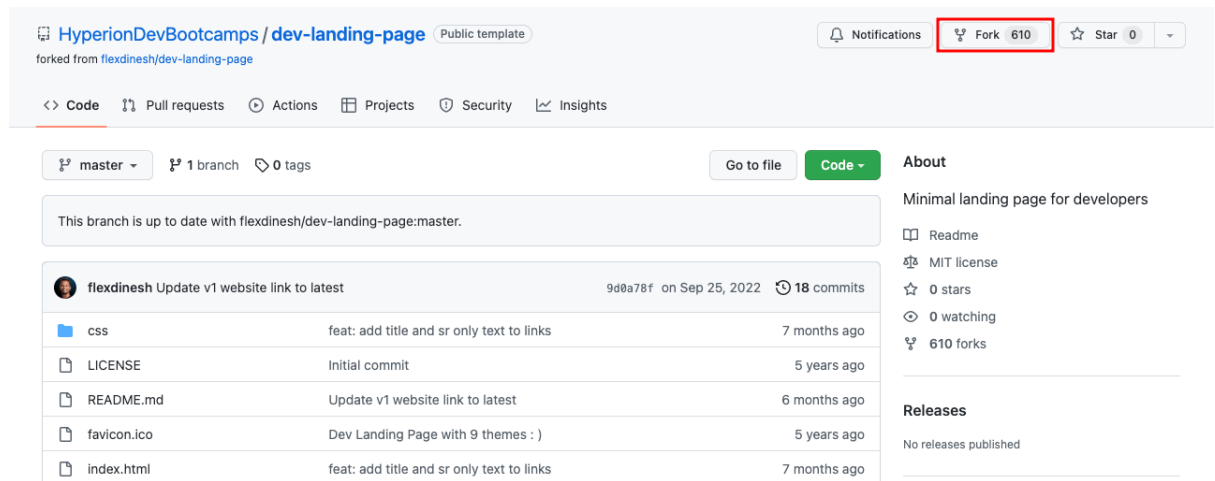 HyperionDevBootcamps / dev-landing-page Public template Notifications Fork 610 Star 0
forked from flexdinesh/dev-landing-page
<> Code Pull requests Actions Projects Security Insights
master 1 branch 0 tags Go to file Code
About
Minimal landing page for developers
This branch is up to date with flexdinesh/dev-landing-page:master.
Readme
MIT license
0 stars
0 watching
610 forks
flexdinesh Update v1 website link to latest 9d0a78f on Sep 25, 2022 18 commits
css feat: add title and sr only text to links 7 months ago
LICENSE Initial commit 5 years ago
README.md Update v1 website link to latest 6 months ago
favicon.ico Dev Landing Page with 9 themes : ) 5 years ago
index.html feat: add title and sr only text to links 7 months ago
Releases
No releases published